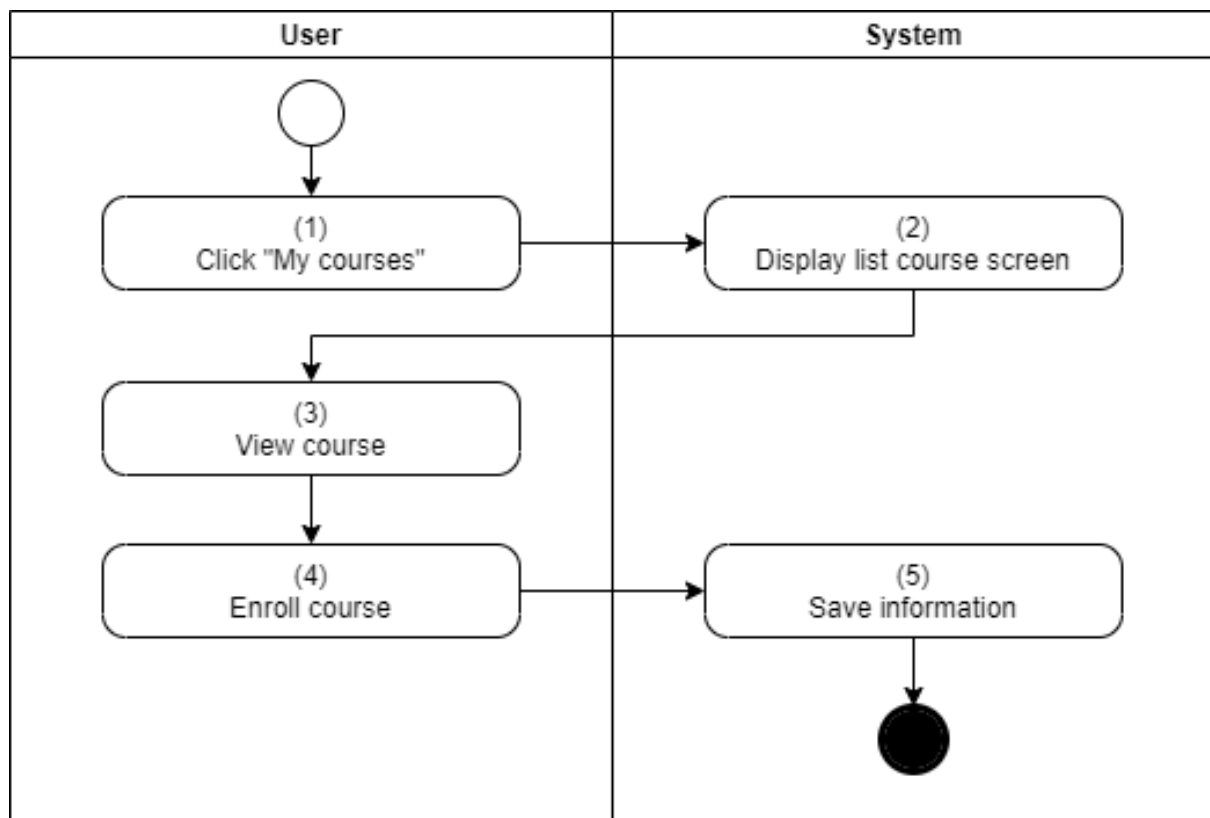 User
System
(1)
Click "My courses"
(2)
Display list course screen
(3)
View course
(4)
Enroll course
(5)
Save information